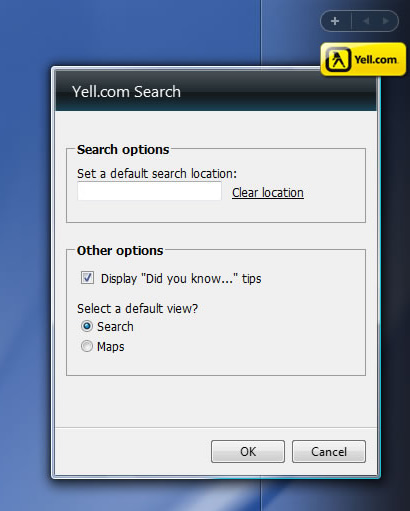 Yell.com
Yell.com Search
Search options
Set a default search location:
Clear location
Other options
Display "Did you know..." tips
Select a default view?
Search
Maps
OK Cancel